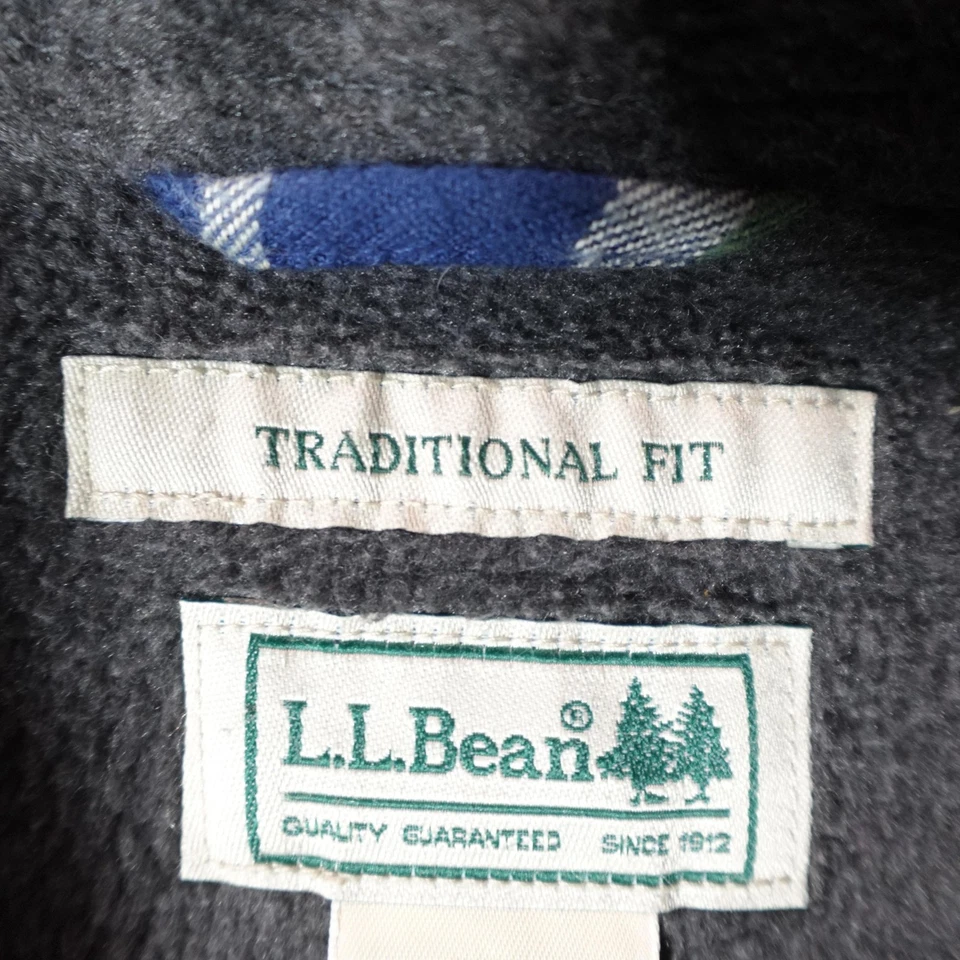 TRADITIONAL FIT
L.L.Bean®
QUALITY GUARANTEED SINCE 1912